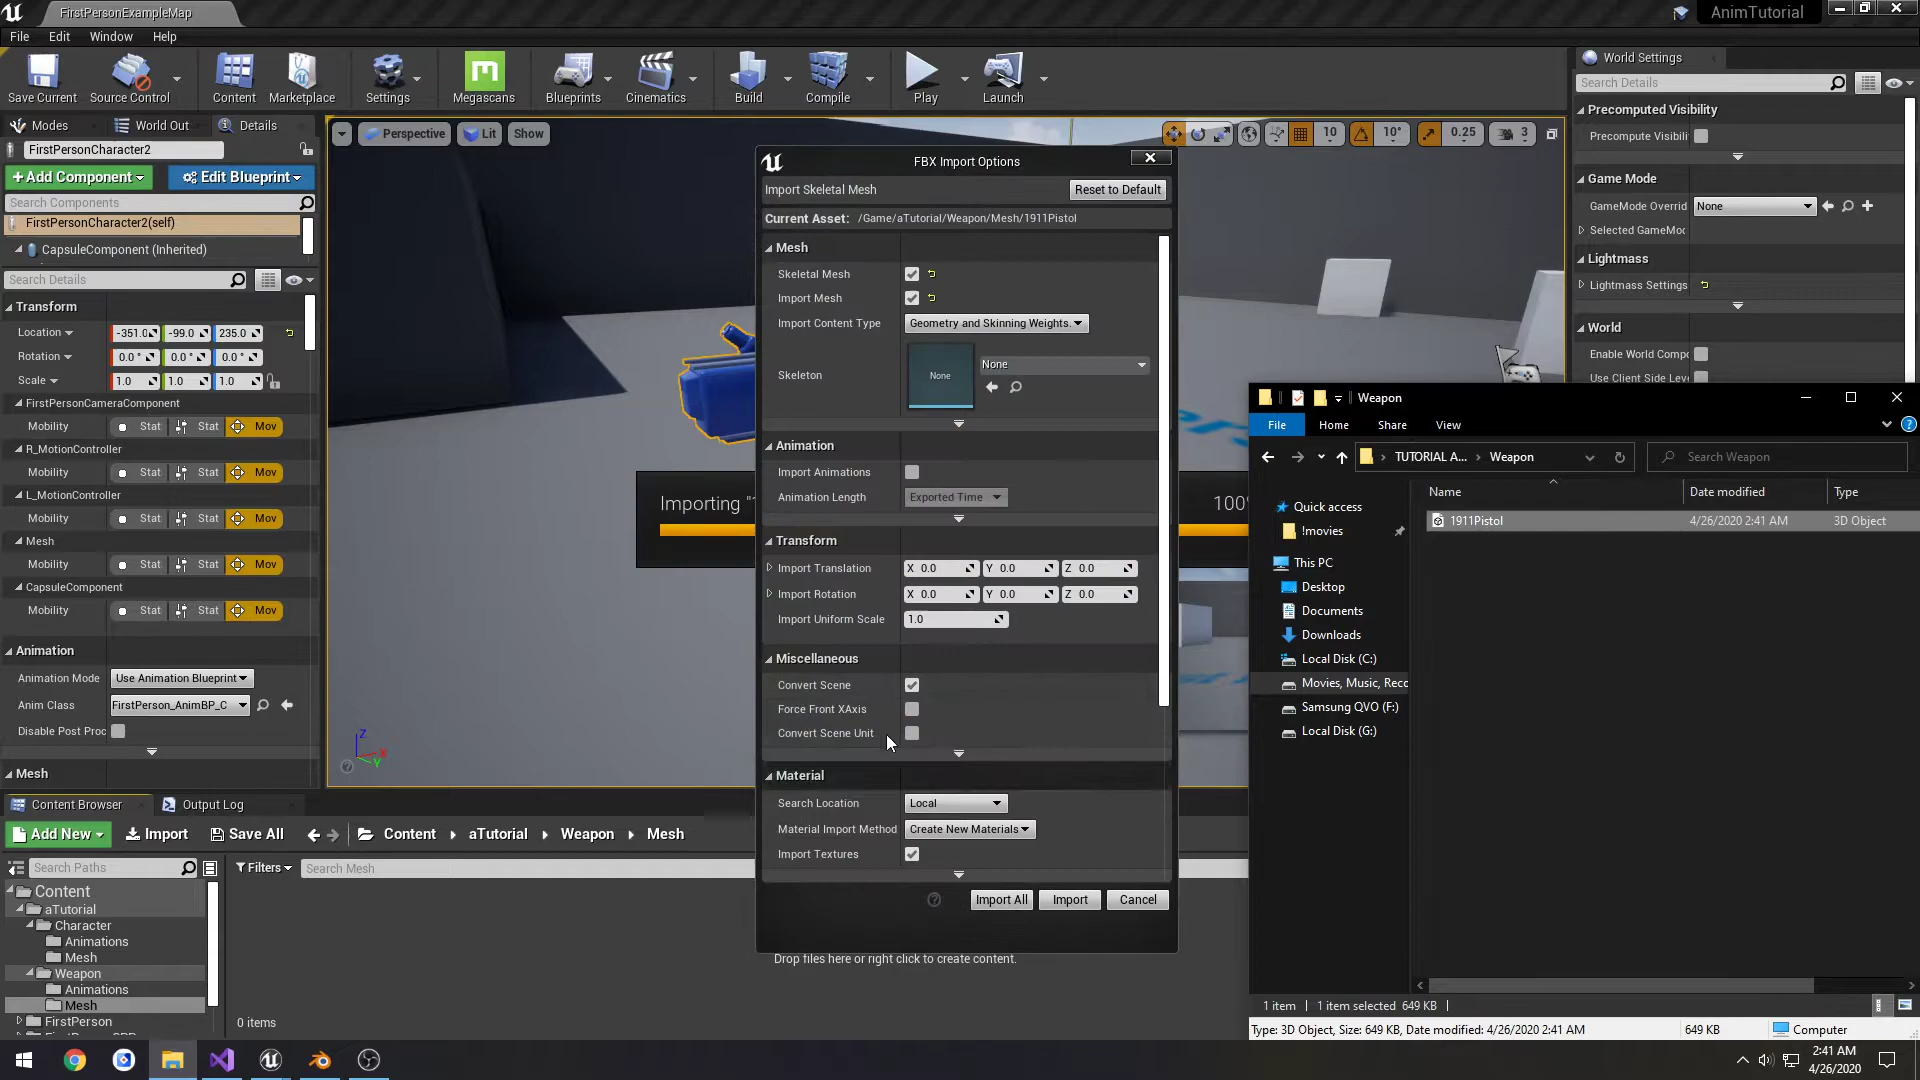 FirstPersonExampleMap
AnimTutorial
File Edit Window Help
Save Current
Source Control
Content
Marketplace
Settings
Megascans
Blueprints
Cinematics
Build
Compile
Play
Launch
Modes
World Out
Details
FirstPersonCharacter2
+Add Component
Edit Blueprint
Search Components
FirstPersonCharacter2(self)
CapsuleComponent (Inherited)
Search Details
Transform
Location -351.0 -99.0 235.0
Rotation 0.0 ° 0.0 ° 0.0 °
Scale 1.0 1.0 1.0
FirstPersonCameraComponent
Mobility Stat Stat Mov
R_MotionController
Mobility Stat Stat Mov
L_MotionController
Mobility Stat Stat Mov
Mesh
Mobility Stat Stat Mov
CapsuleComponent
Mobility Stat Stat Mov
Animation
Animation Mode Use Animation Blueprint
Anim Class FirstPerson_AnimBP_C
Disable Post Proc
Mesh
Perspective Lit Show
10 10° 0.25 3
Importing "
100%
Z X Y
FBX Import Options
Import Skeletal Mesh
Reset to Default
Current Asset: /Game/aTutorial/Weapon/Mesh/1911Pistol
Mesh
Skeletal Mesh
Import Mesh
Import Content Type Geometry and Skinning Weights.
Skeleton None None
Animation
Import Animations
Animation Length Exported Time
Transform
Import Translation X 0.0 Y 0.0 Z 0.0
Import Rotation X 0.0 Y 0.0 Z 0.0
Import Uniform Scale 1.0
Miscellaneous
Convert Scene
Force Front XAxis
Convert Scene Unit
Material
Search Location Local
Material Import Method Create New Materials
Import Textures
Import All Import Cancel
World Settings
Search Details
Precomputed Visibility
Precompute Visibili
Game Mode
GameMode Overrid None
Selected GameMoc
Lightmass
Lightmass Settings
World
Enable World Compo
Use Client Side Leve
Weapon
File Home Share View
TUTORIAL A... > Weapon
Search Weapon
Name Date modified Type
Quick access
!movies
This PC
Desktop
Documents
Downloads
Local Disk (C:)
Movies, Music, Reco
Samsung QVO (F:)
Local Disk (G:)
1911Pistol 4/26/2020 2:41 AM 3D Object
1 item 1 item selected 649 KB
Type: 3D Object, Size: 649 KB, Date modified: 4/26/2020 2:41 AM 649 KB Computer
Content Browser
Output Log
Add New Import Save All Content aTutorial Weapon Mesh
Search Paths
Filters
Search Mesh
Content
aTutorial
Character
Animations
Mesh
Weapon
Animations
Mesh
FirstPerson
Drop files here or right click to create content.
0 items
2:41 AM
4/26/2020